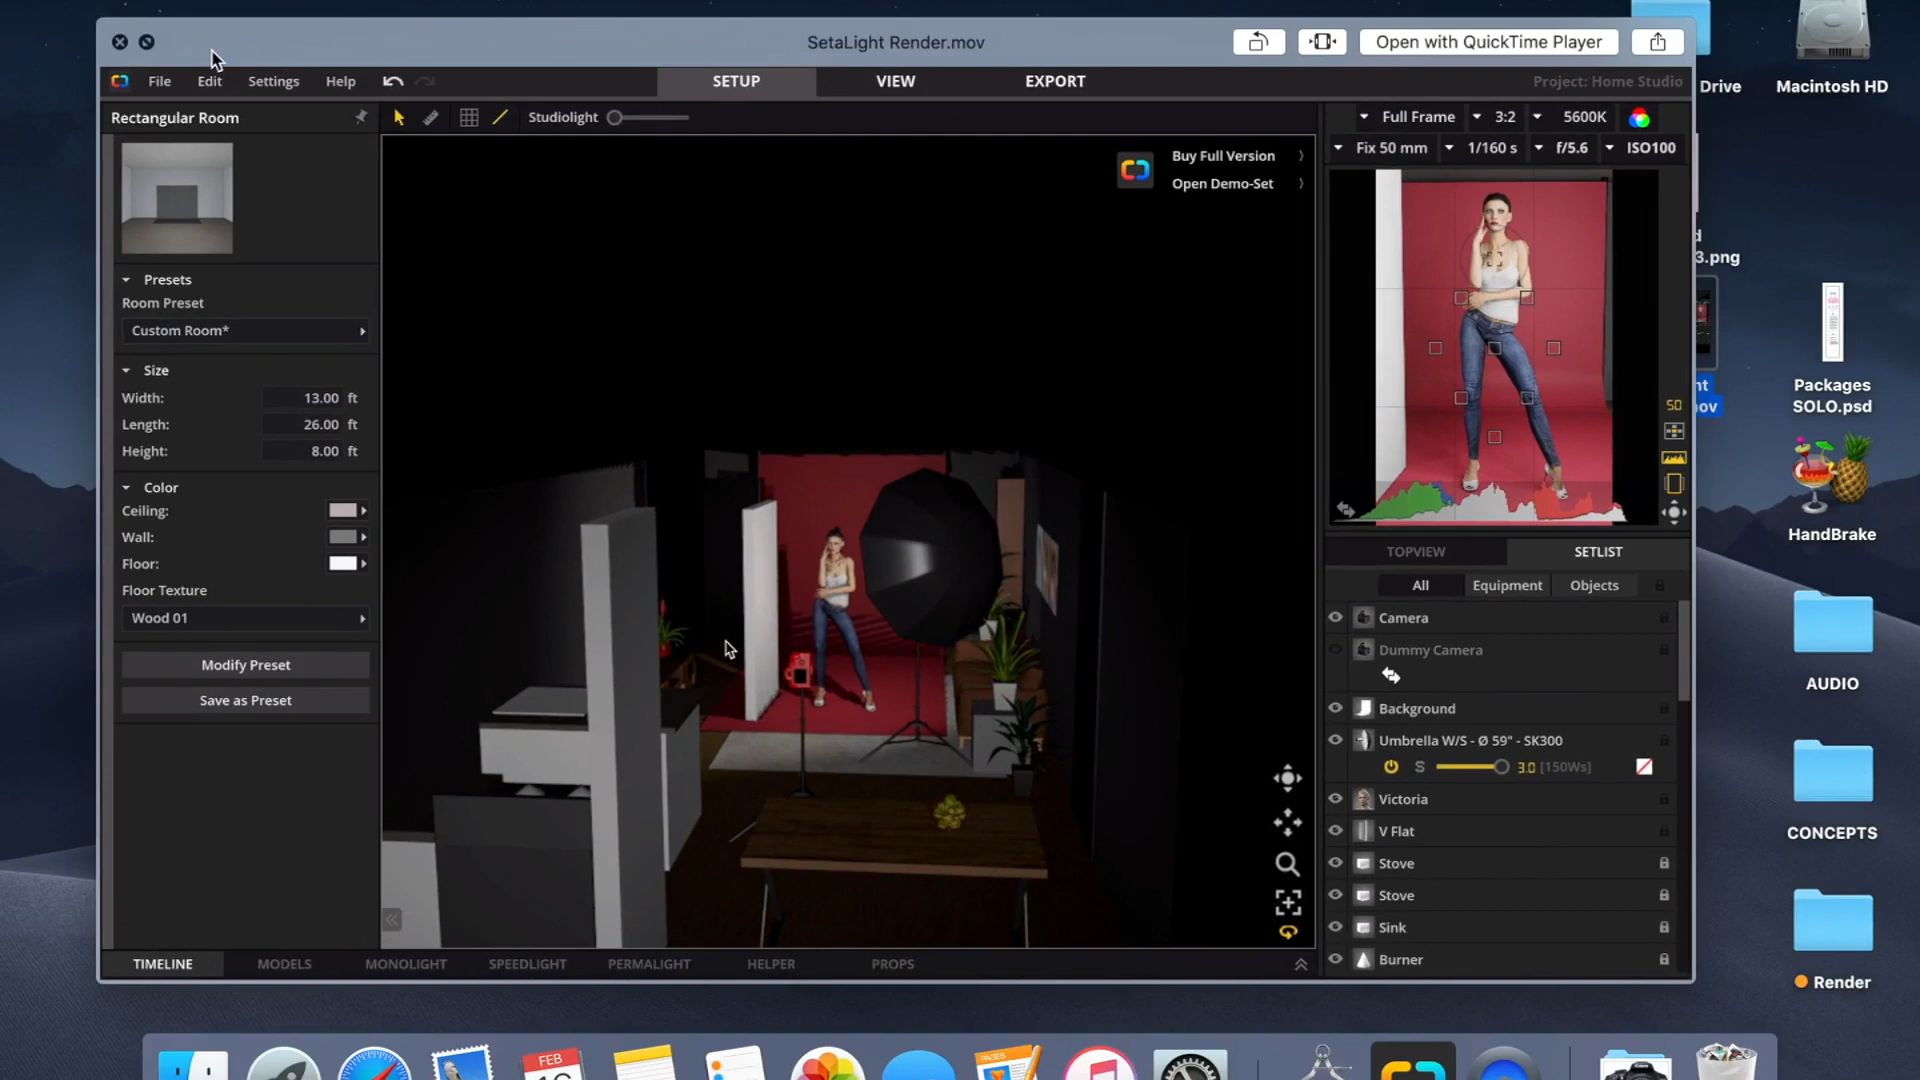 SetaLight Render.mov
Open with QuickTime Player
File Edit Settings Help
SETUP VIEW EXPORT
Project: Home Studio
Rectangular Room
Studiolight
Full Frame 3:2 5600K
Fix 50 mm 1/160 s f/5.6 ISO100
Buy Full Version
Open Demo-Set
Presets
Room Preset
Custom Room*
Size
Width: 13.00 ft
Length: 26.00 ft
Height: 8.00 ft
Color
Ceiling:
Wall:
Floor:
Floor Texture
Wood 01
Modify Preset
Save as Preset
TIMELINE MODELS MONOLIGHT SPEEDLIGHT PERMALIGHT HELPER PROPS
50
TOPVIEW SETLIST
All Equipment Objects
Camera
Dummy Camera
Background
Umbrella W/S - Ø 59" - SK300
S 3.0 [150Ws]
Victoria
V Flat
Stove
Stove
Sink
Burner
Drive
Macintosh HD
d
3.png
nt
ov
Packages
SOLO.psd
HandBrake
AUDIO
CONCEPTS
Render
FEB
PAGES